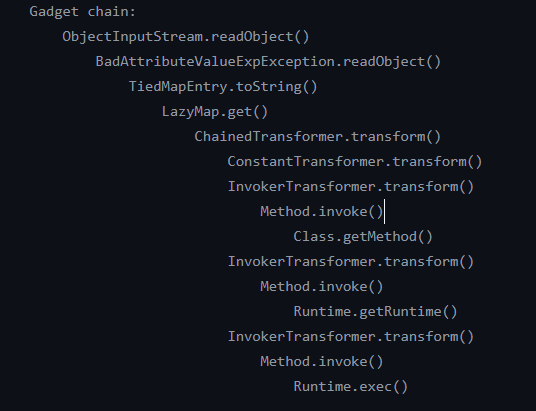 Gadget chain:
ObjectInputStream.readObject()
BadAttributeValueExpException.readObject()
TiedMapEntry.toString()
LazyMap.get()
ChainedTransformer.transform()
ConstantTransformer.transform()
InvokerTransformer.transform()
Method.invoke()
Class.getMethod()
InvokerTransformer.transform()
Method.invoke()
Runtime.getRuntime()
InvokerTransformer.transform()
Method.invoke()
Runtime.exec()